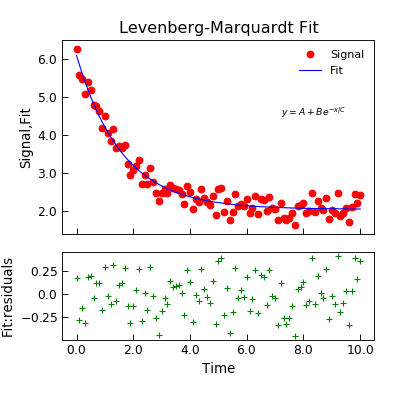 Levenberg-Marquardt Fit
Signal,Fit
6.0
5.0
4.0
3.0
2.0
Signal
Fit
y = A + Be^{-x/C}
Fit:residuals
0.25
0.0
−0.25
0.0 2.0 4.0 6.0 8.0 10.0
Time